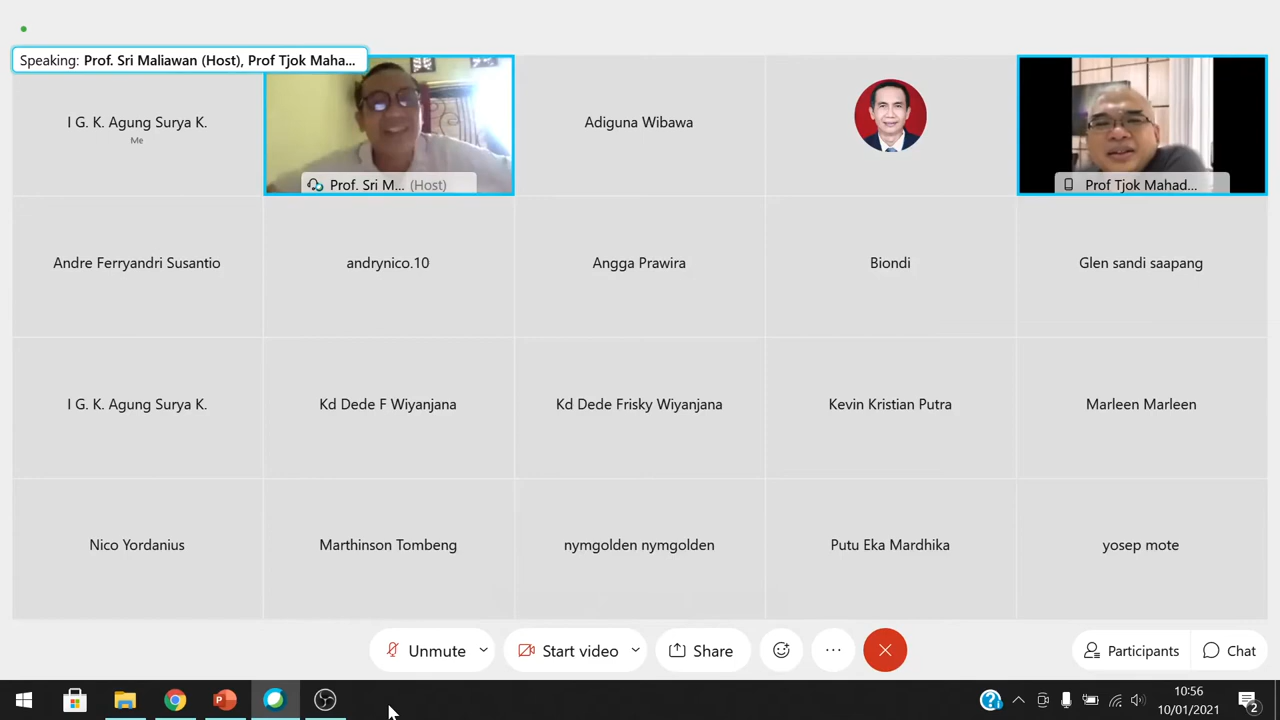 Speaking: Prof. Sri Maliawan (Host), Prof Tjok Maha...
I G. K. Agung Surya K.
Me
Prof. Sri M... (Host)
Adiguna Wibawa
Prof Tjok Mahad...
Andre Ferryandri Susantio
andrynico.10
Angga Prawira
Biondi
Glen sandi saapang
I G. K. Agung Surya K.
Kd Dede F Wiyanjana
Kd Dede Frisky Wiyanjana
Kevin Kristian Putra
Marleen Marleen
Nico Yordanius
Marthinson Tombeng
nymgolden nymgolden
Putu Eka Mardhika
yosep mote
Unmute
Start video
Share
Participants
Chat
10:56
10/01/2021
2